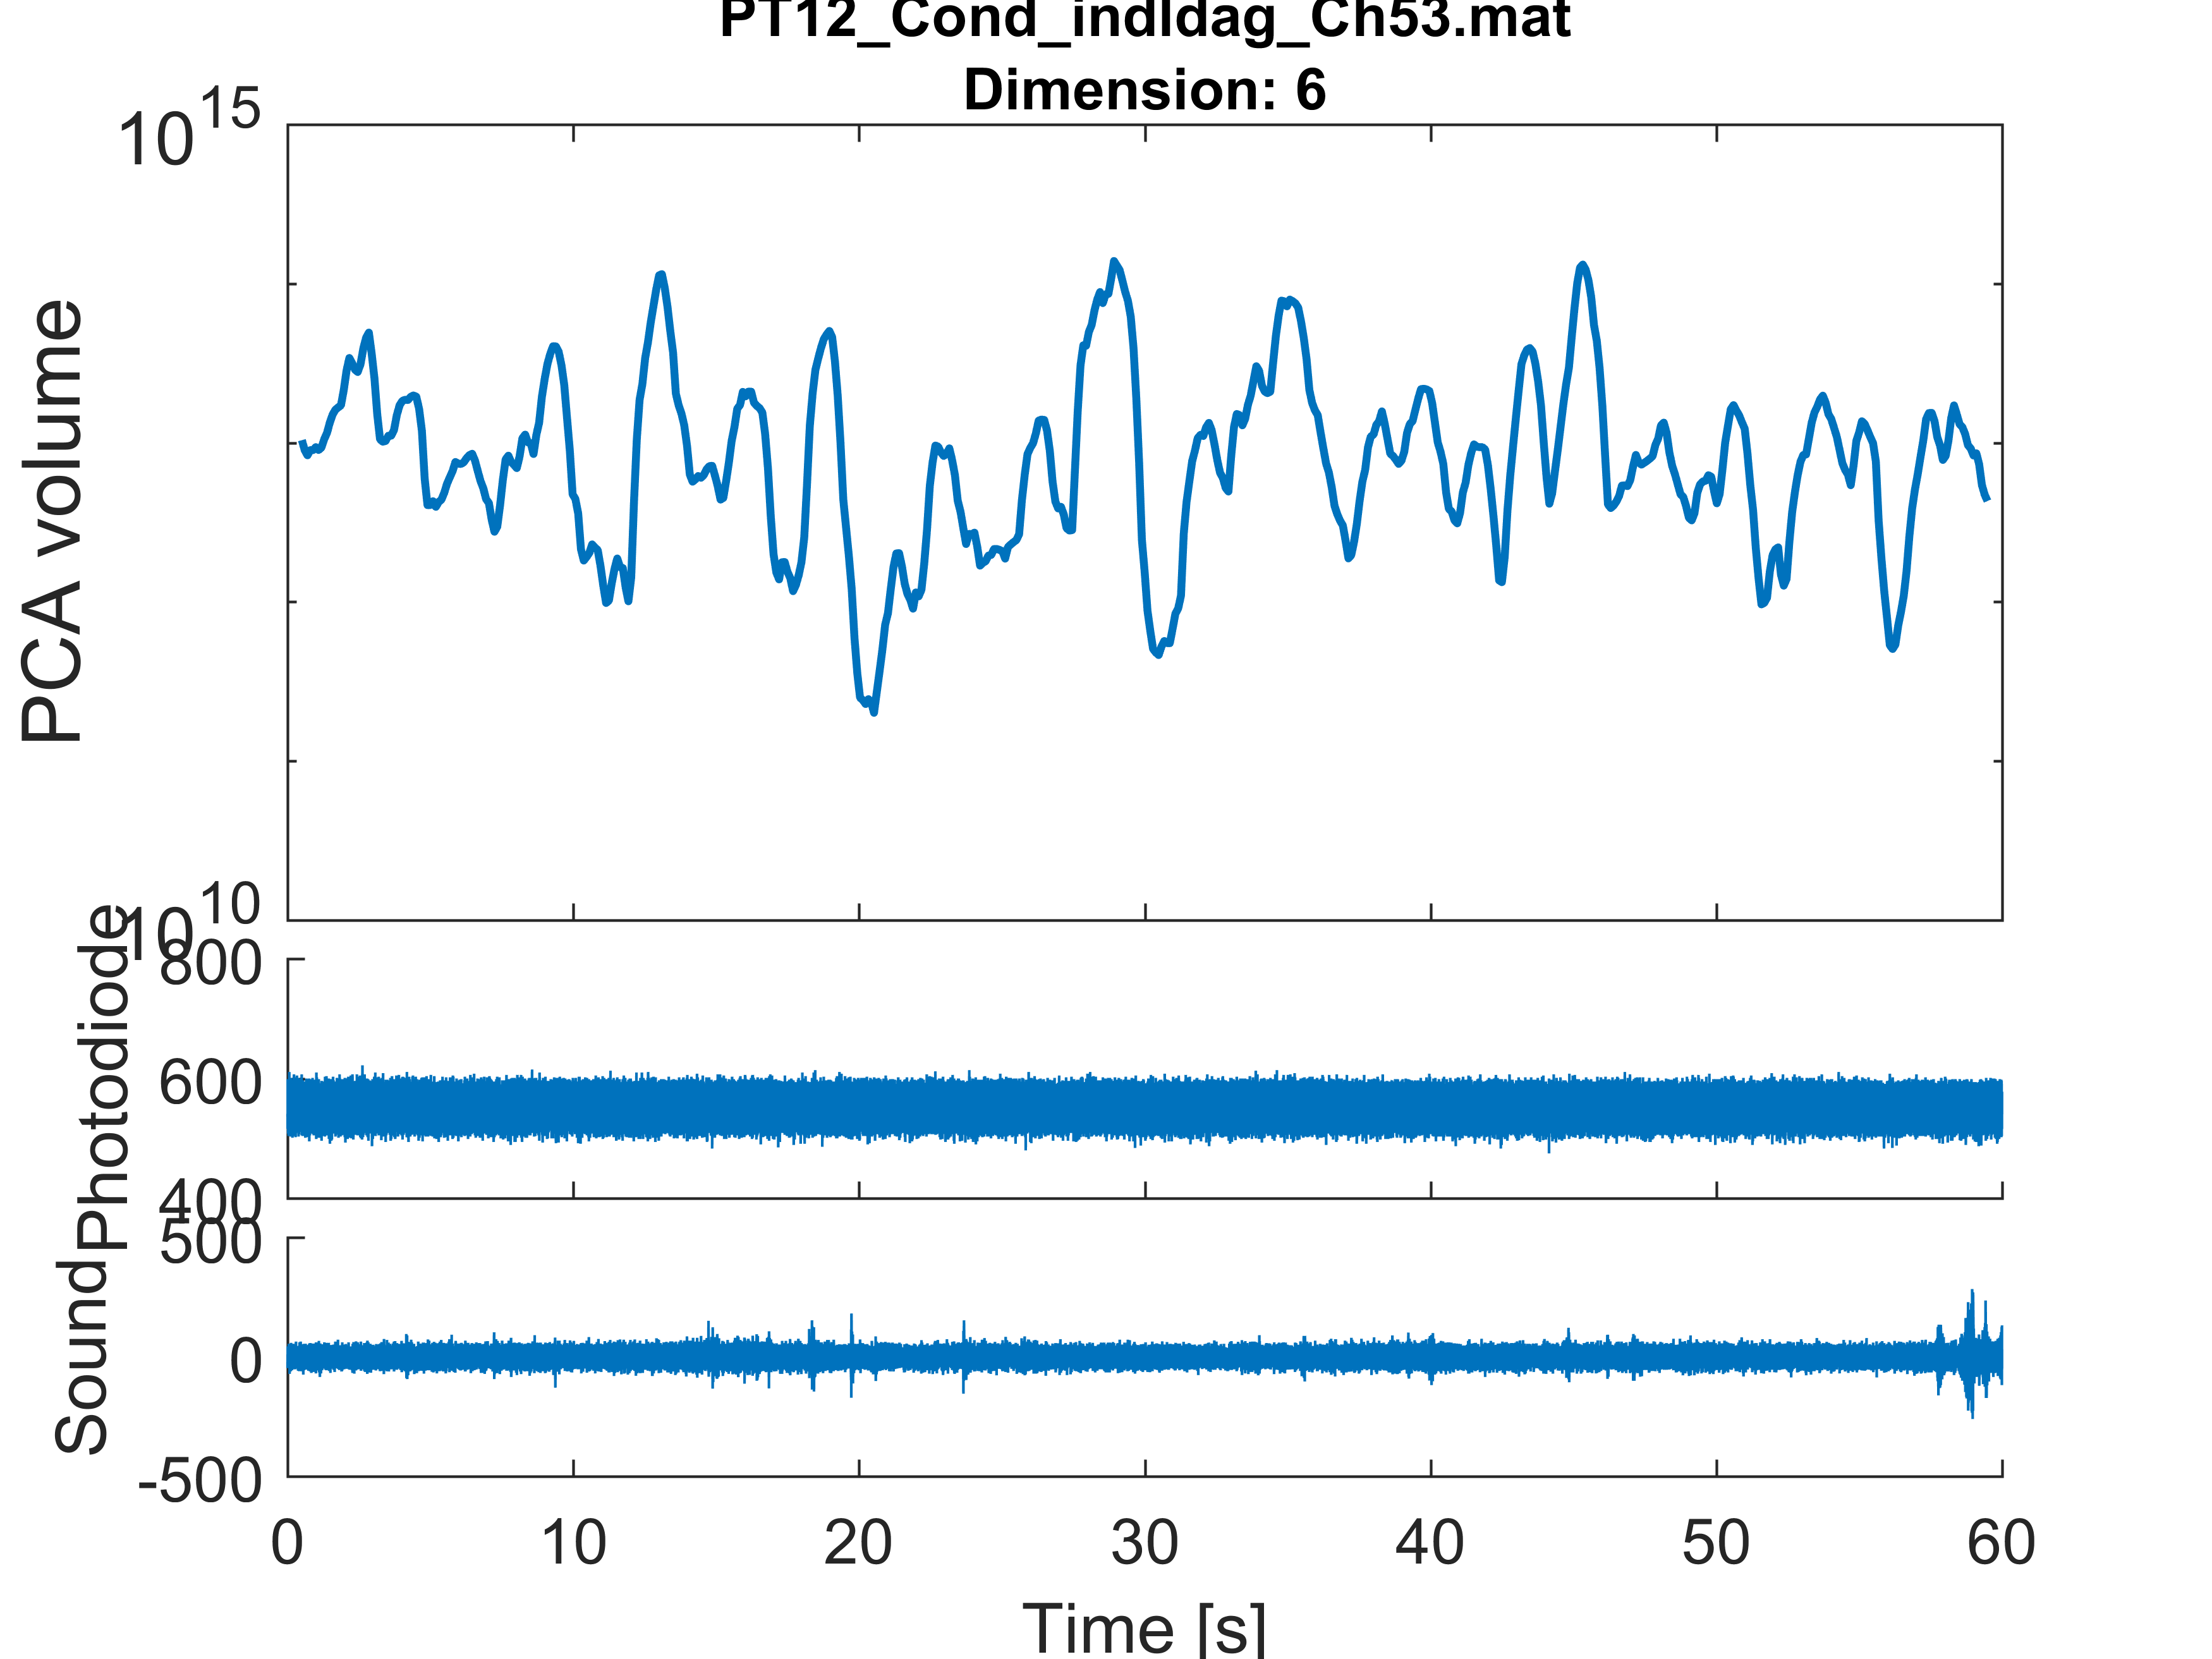 PT12_Cond_indIdag_Ch53.mat
Dimension: 6
10^15
PCA volume
10^10
Photodiode
800
600
400
Sound
500
0
-500
0 10 20 30 40 50 60
Time [s]